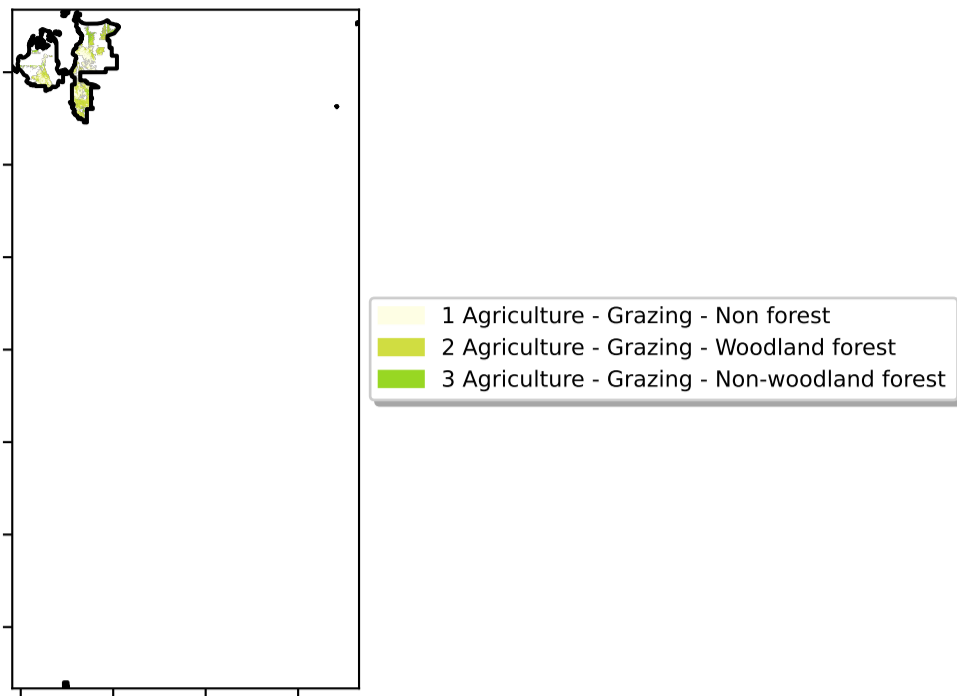 1 Agriculture - Grazing - Non forest
2 Agriculture - Grazing - Woodland forest
3 Agriculture - Grazing - Non-woodland forest